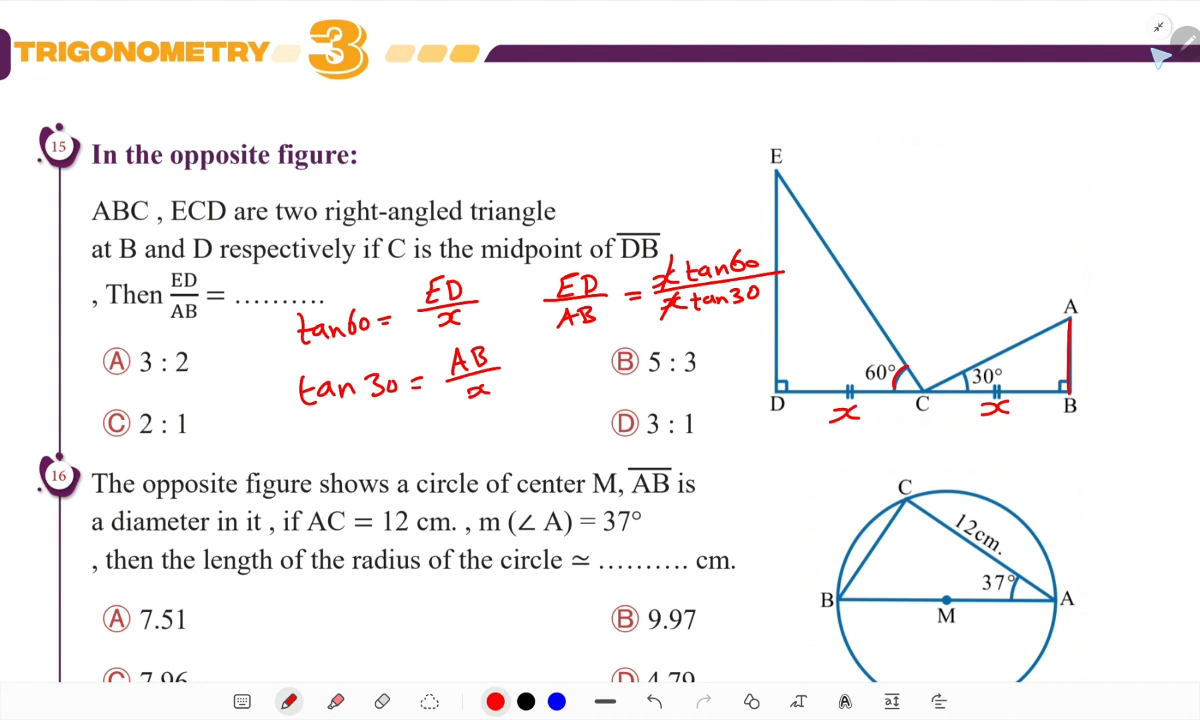 TRIGONOMETRY 3
15 In the opposite figure:
ABC , ECD are two right-angled triangle
at B and D respectively if C is the midpoint of DB
, Then ED/AB = ..........
tan60 = ED/x
ED/AB = x tan60 / x tan30
tan 30 = AB/x
A 3 : 2
B 5 : 3
C 2 : 1
D 3 : 1
E
A
60°
30°
D
C
B
x
x
16 The opposite figure shows a circle of center M, AB is
a diameter in it , if AC = 12 cm. , m (∠ A) = 37°
, then the length of the radius of the circle ≃ .......... cm.
A 7.51
B 9.97
C 7.96
D 4.79
C
12cm.
37°
B
M
A